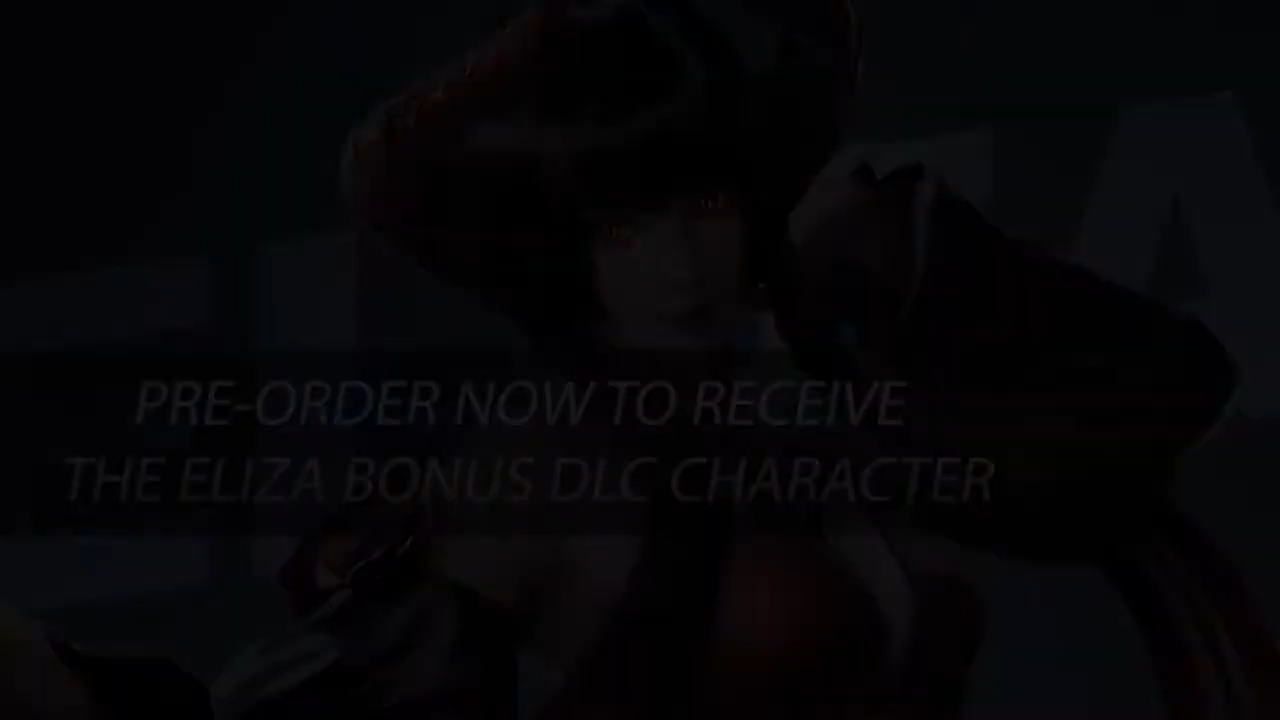 PRE-ORDER NOW TO RECEIVE
THE ELIZA BONUS DLC CHARACTER